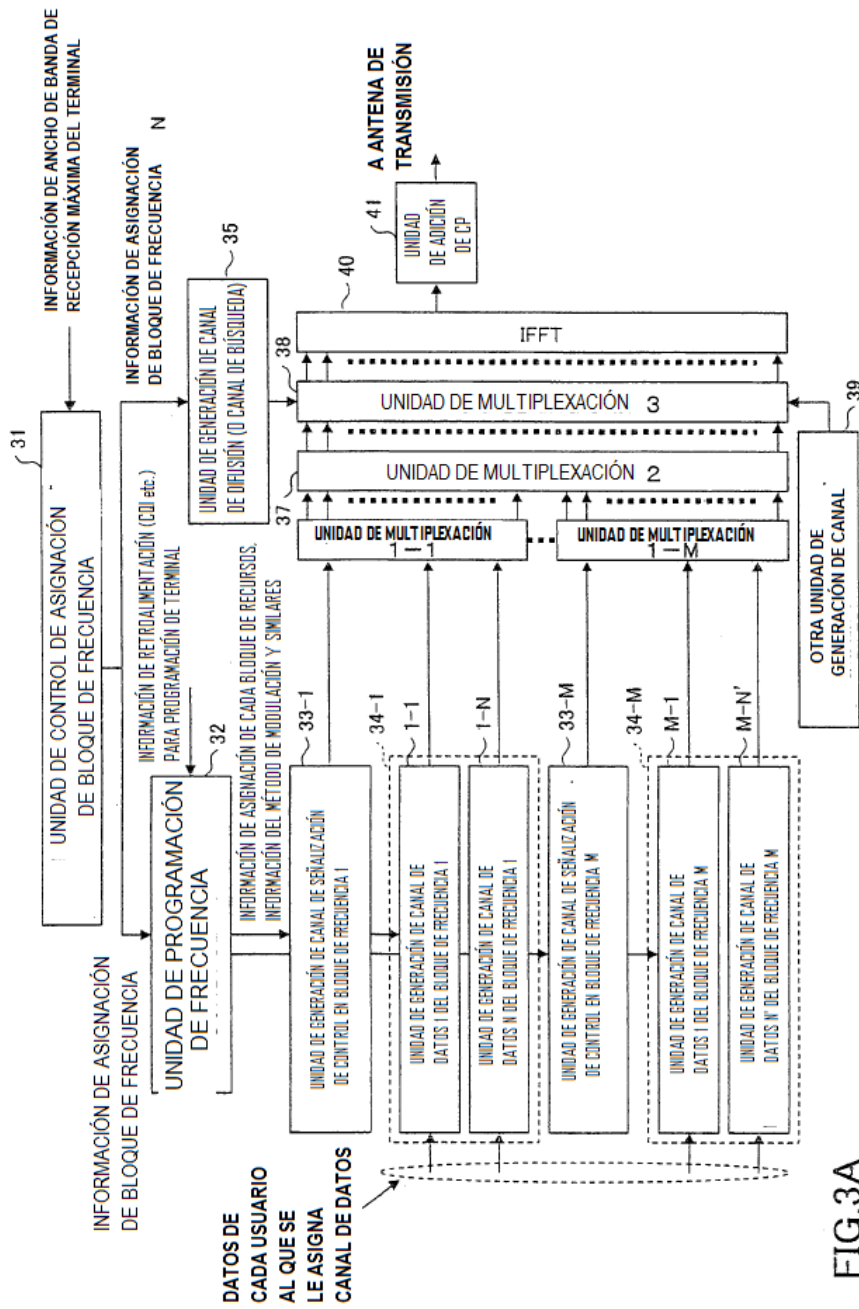 INFORMACIÓN DE ANCHO DE BANDA DE
RECEPCIÓN MÁXIMA DEL TERMINAL
31
UNIDAD DE CONTROL DE ASIGNACIÓN
DE BLOQUE DE FRECUENCIA
INFORMACIÓN DE ASIGNACIÓN
DE BLOQUE DE FRECUENCIA
INFORMACIÓN DE ASIGNACIÓN
DE BLOQUE DE FRECUENCIA
N
INFORMACIÓN DE RETROALIMENTACIÓN (CQI etc.)
PARA PROGRAMACIÓN DE TERMINAL
32
UNIDAD DE PROGRAMACIÓN
DE FRECUENCIA
35
UNIDAD DE GENERACIÓN DE CANAL
DE DIFUSIÓN (O CANAL DE BÚSQUEDA)
INFORMACIÓN DE ASIGNACIÓN DE CADA BLOQUE DE RECURSOS,
INFORMACIÓN DEL MÉTODO DE MODULACIÓN Y SIMILARES
33-1
UNIDAD DE GENERACIÓN DE CANAL DE SEÑALIZACIÓN
DE CONTROL EN BLOQUE DE FRECUENCIA 1
34-1
1-1
UNIDAD DE GENERACIÓN DE CANAL DE
DATOS 1 DEL BLOQUE DE FRECUENCIA 1
1-N
UNIDAD DE GENERACIÓN DE CANAL DE
DATOS N DEL BLOQUE DE FRECUENCIA 1
33-M
UNIDAD DE GENERACIÓN DE CANAL DE SEÑALIZACIÓN
DE CONTROL EN BLOQUE DE FRECUENCIA M
34-M
M-1
UNIDAD DE GENERACIÓN DE CANAL DE
DATOS 1 DEL BLOQUE DE FRECUENCIA M
M-N'
UNIDAD DE GENERACIÓN DE CANAL DE
DATOS N' DEL BLOQUE DE FRECUENCIA M
DATOS DE
CADA USUARIO
AL QUE SE
LE ASIGNA
CANAL DE DATOS
UNIDAD DE MULTIPLEXACIÓN
1-1
UNIDAD DE MULTIPLEXACIÓN
1-M
37
UNIDAD DE MULTIPLEXACIÓN 2
38
UNIDAD DE MULTIPLEXACIÓN 3
40
IFFT
41
UNIDAD
DE ADICIÓN
DE CP
A ANTENA DE
TRANSMISIÓN
39
OTRA UNIDAD DE
GENERACIÓN DE CANAL
FIG.3A